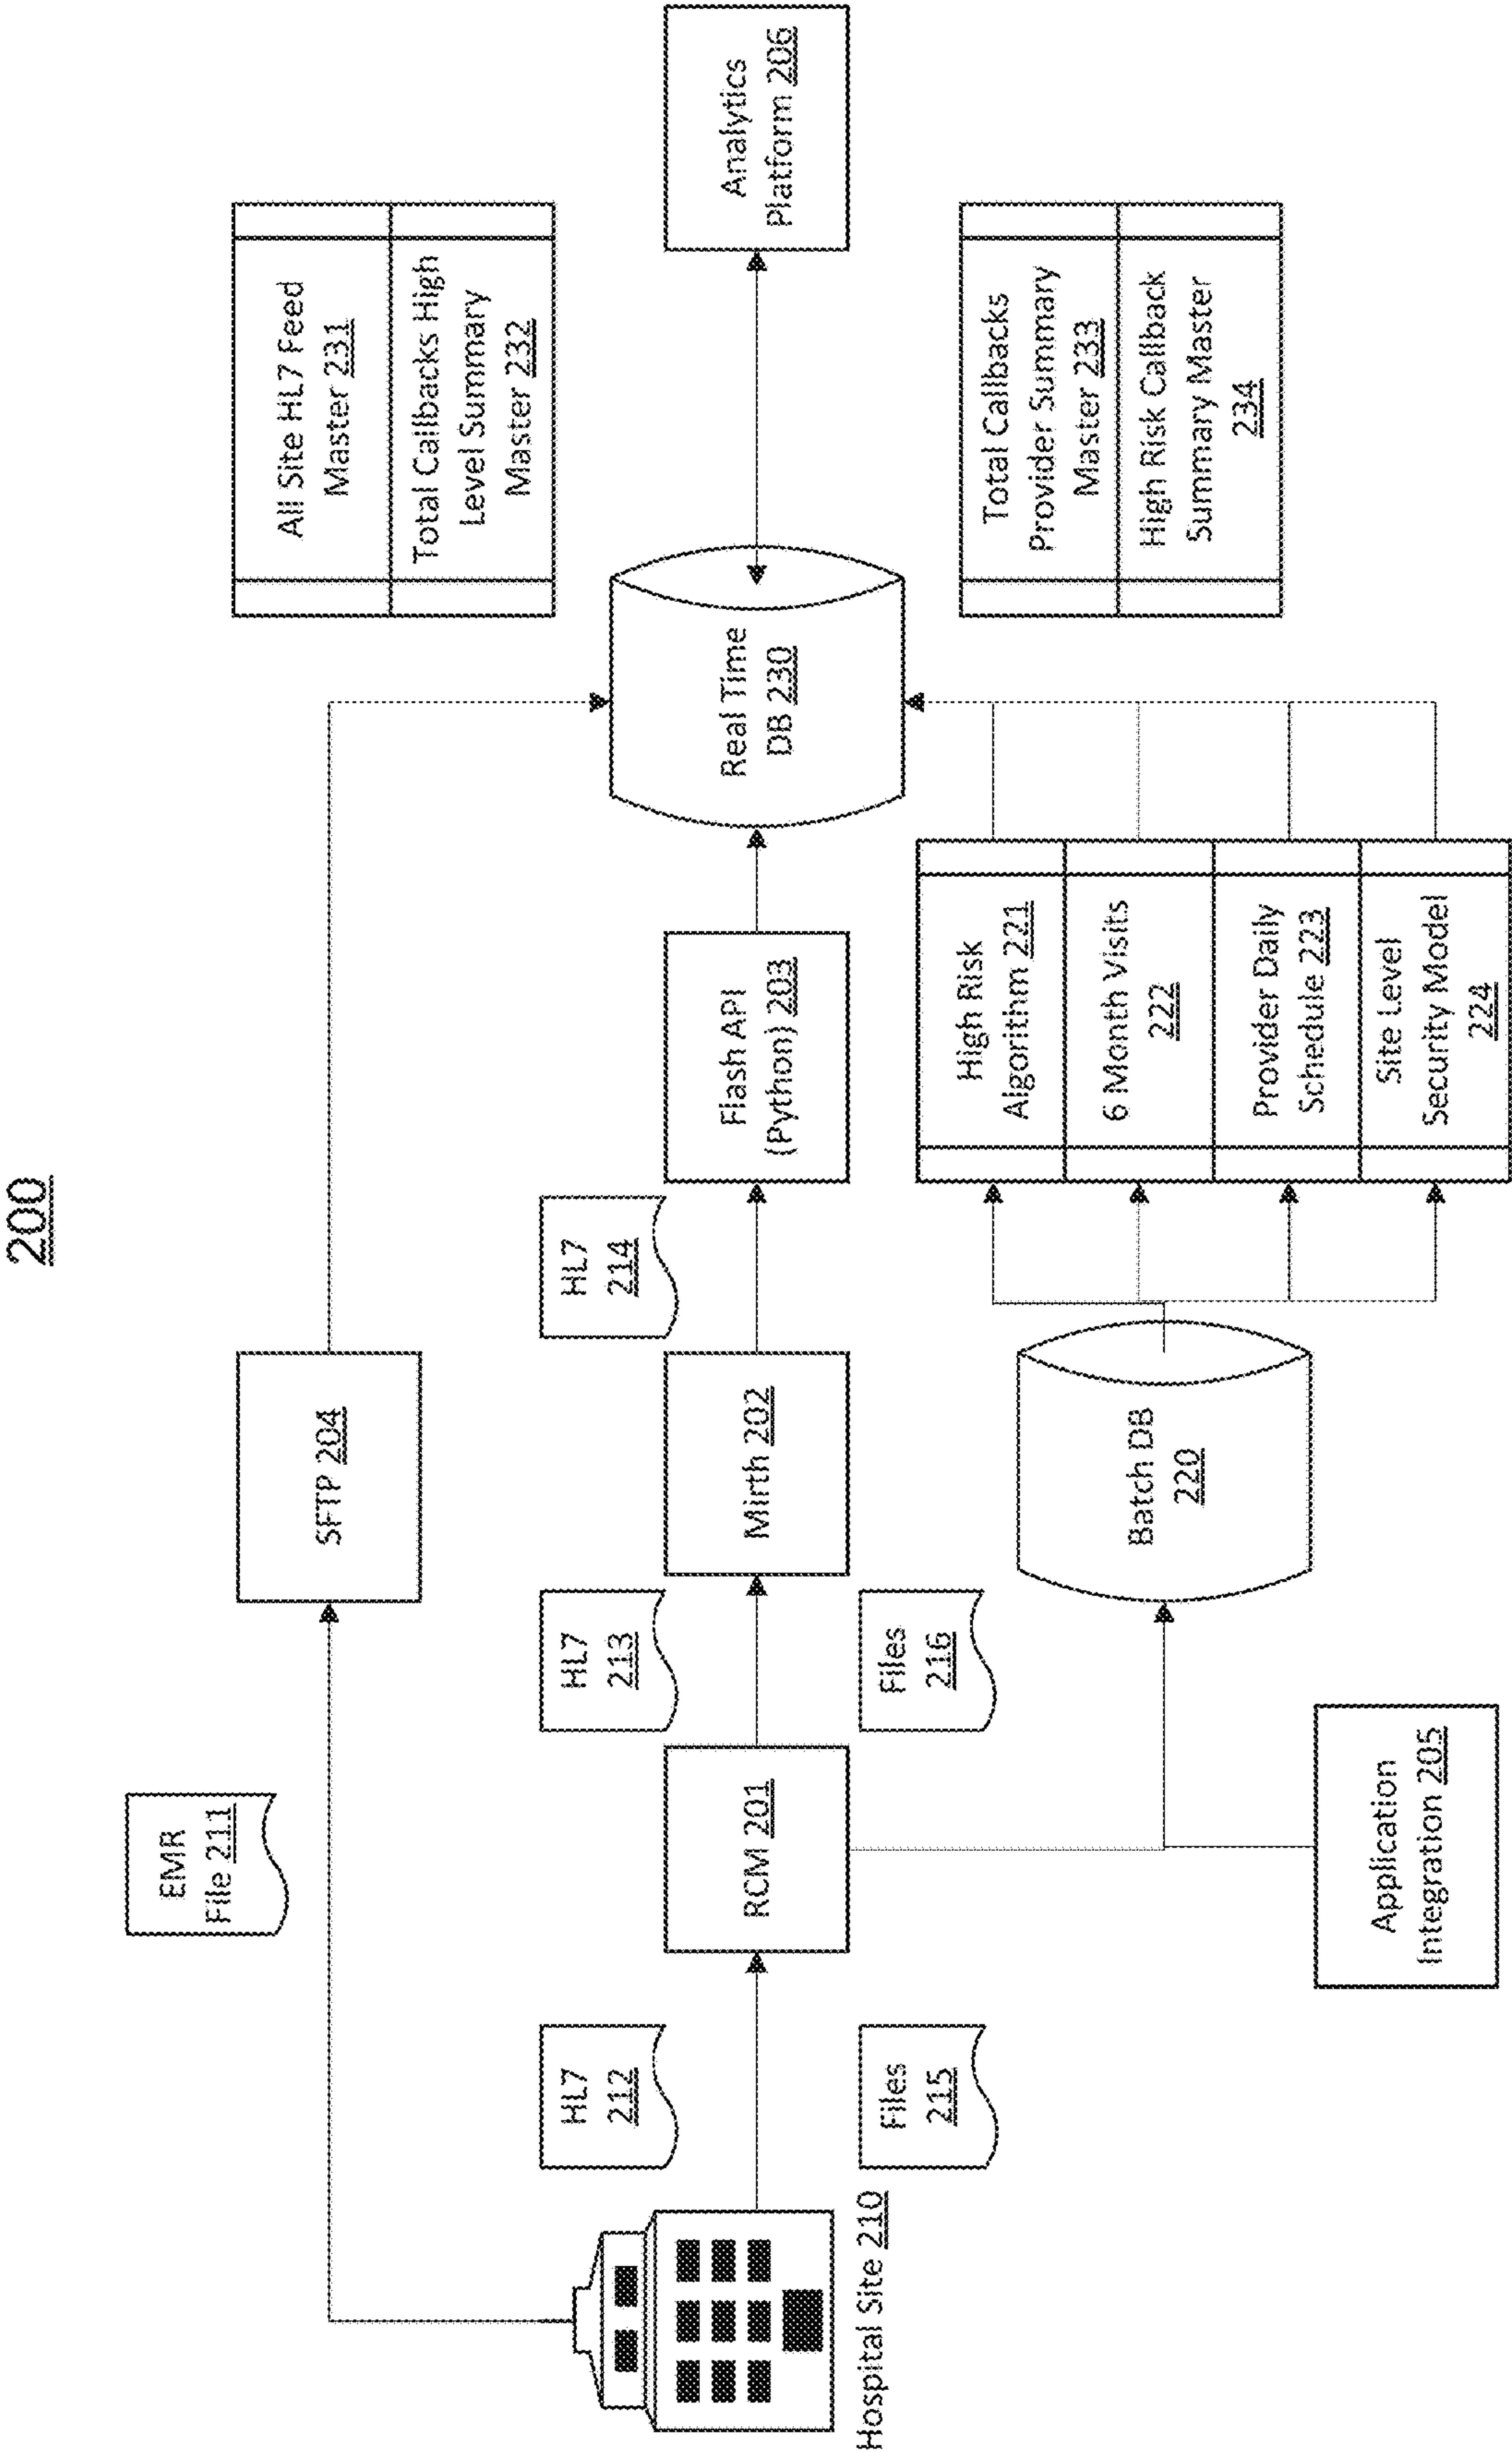 200
EMR
File 211
SFTP 204
All Site HL7 Feed
Master 231
Total Callbacks High
Level Summary
Master 232
HL7
212
HL7
213
HL7
214
Hospital Site 210
RCM 201
Mirth 202
Flash API
(Python) 203
Real Time
DB 230
Analytics
Platform 206
Files
215
Files
216
Application
Integration 205
Batch DB
220
High Risk
Algorithm 221
6 Month Visits
222
Provider Daily
Schedule 223
Site Level
Security Model
224
Total Callbacks
Provider Summary
Master 233
High Risk Callback
Summary Master
234